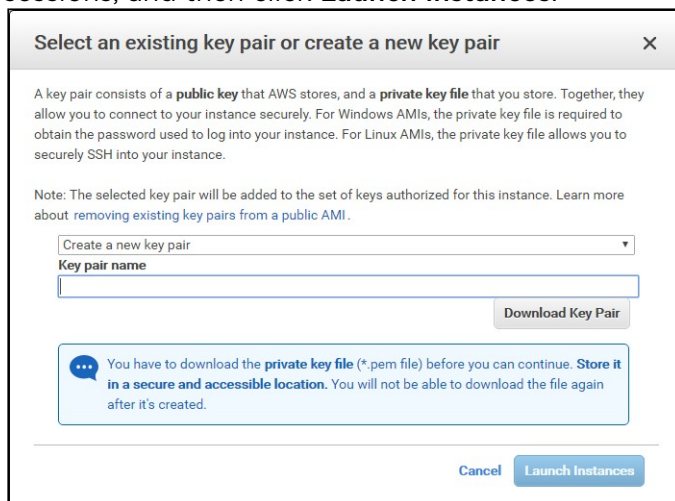 sessions, and then click Launch Instances.
Select an existing key pair or create a new key pair
A key pair consists of a public key that AWS stores, and a private key file that you store. Together, they
allow you to connect to your instance securely. For Windows AMIs, the private key file is required to
obtain the password used to log into your instance. For Linux AMIs, the private key file allows you to
securely SSH into your instance.
Note: The selected key pair will be added to the set of keys authorized for this instance. Learn more
about removing existing key pairs from a public AMI.
Create a new key pair
Key pair name
Download Key Pair
You have to download the private key file (*.pem file) before you can continue. Store it
in a secure and accessible location. You will not be able to download the file again
after it's created.
Cancel Launch Instances